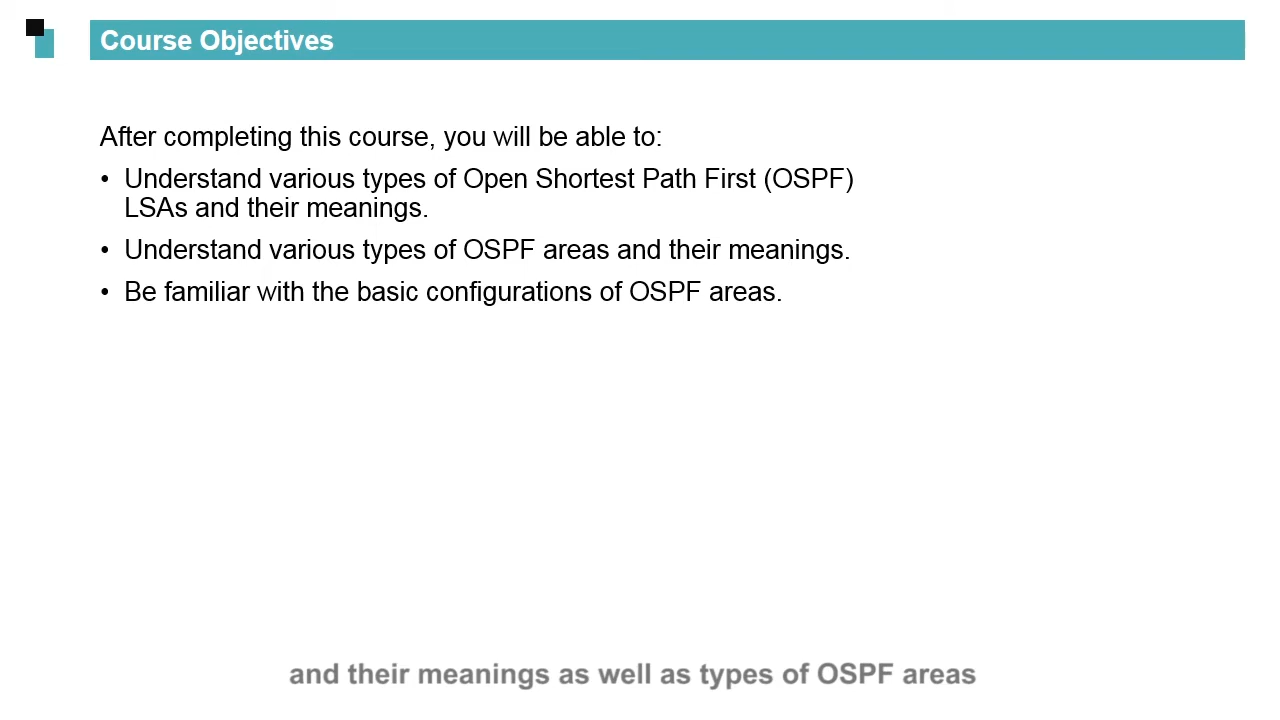 Course Objectives
After completing this course, you will be able to:
• Understand various types of Open Shortest Path First (OSPF)
LSAs and their meanings.
• Understand various types of OSPF areas and their meanings.
• Be familiar with the basic configurations of OSPF areas.
and their meanings as well as types of OSPF areas